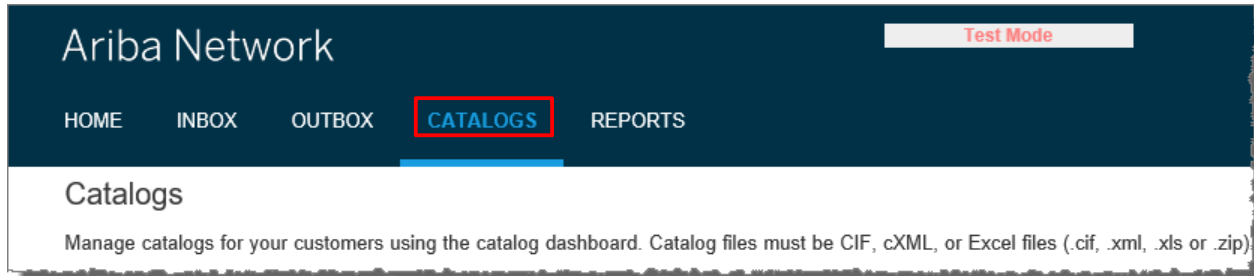 Ariba Network
Test Mode
HOME INBOX OUTBOX CATALOGS REPORTS
Catalogs
Manage catalogs for your customers using the catalog dashboard. Catalog files must be CIF, cXML, or Excel files (.cif, .xml, .xls or .zip)